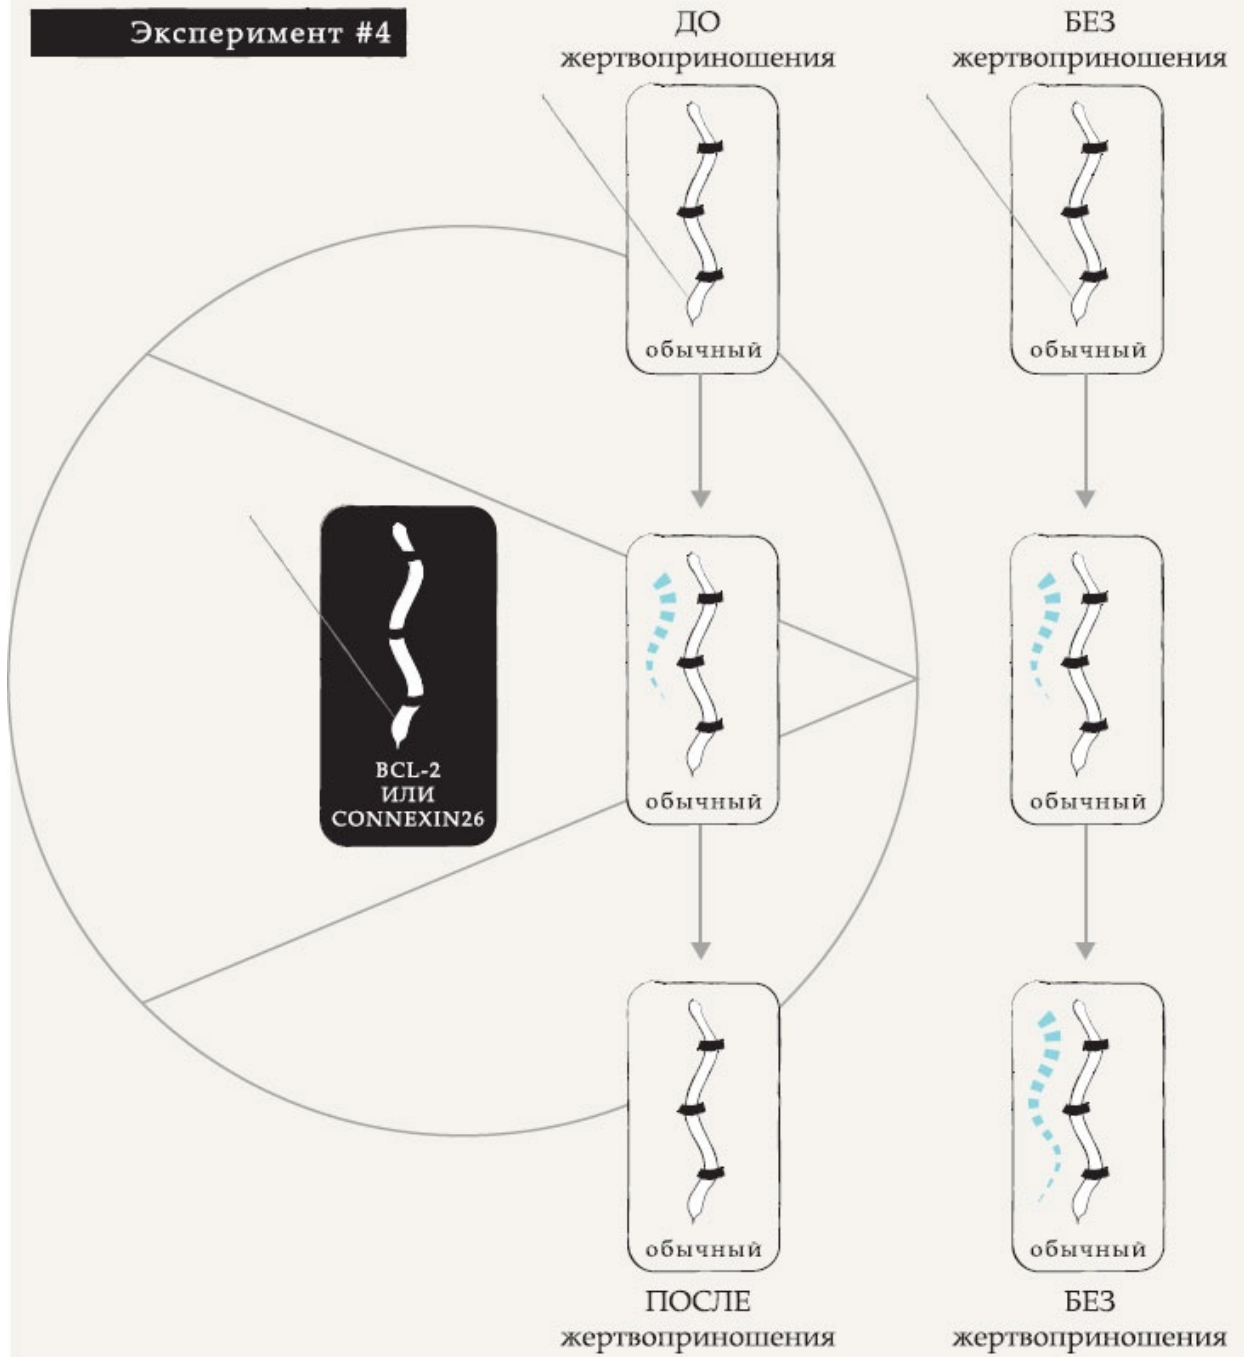 Эксперимент #4
ДО
жертвоприношения
БЕЗ
жертвоприношения
обычный
обычный
BCL-2
ИЛИ
CONNEXIN26
обычный
обычный
обычный
обычный
ПОСЛЕ
жертвоприношения
БЕЗ
жертвоприношения